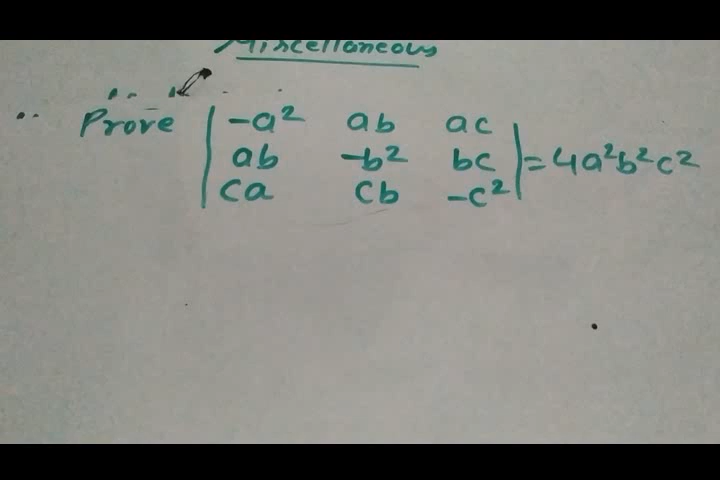 Miscellaneous
Prove | -a² ab ac |
| ab -b² bc | = 4a²b²c²
| ca cb -c² |